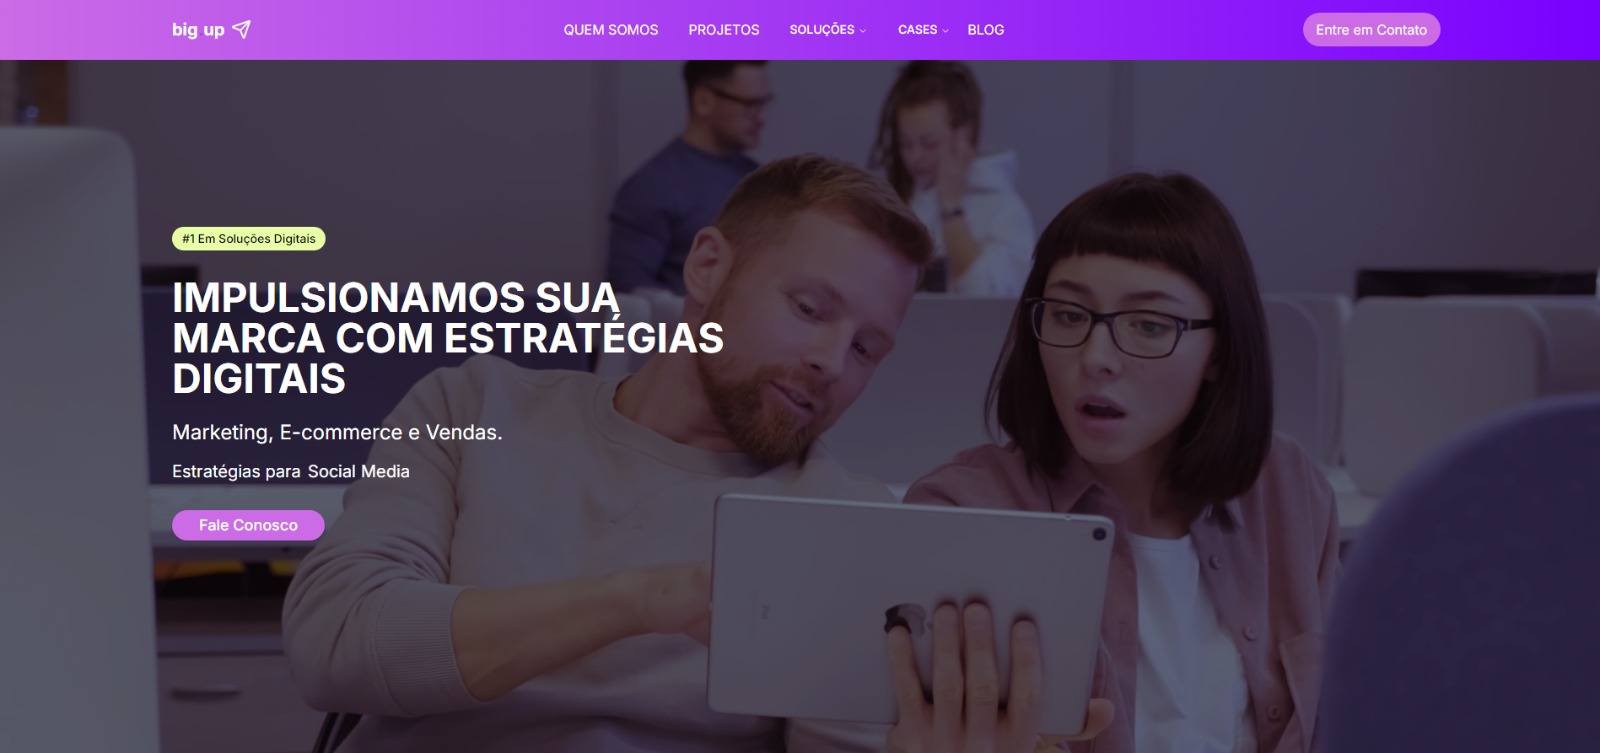 big up
QUEM SOMOS
PROJETOS
SOLUÇÕES
CASES
BLOG
Entre em Contato
#1 Em Soluções Digitais
IMPULSIONAMOS SUA
MARCA COM ESTRATÉGIAS
DIGITAIS
Marketing, E-commerce e Vendas.
Estratégias para Social Media
Fale Conosco